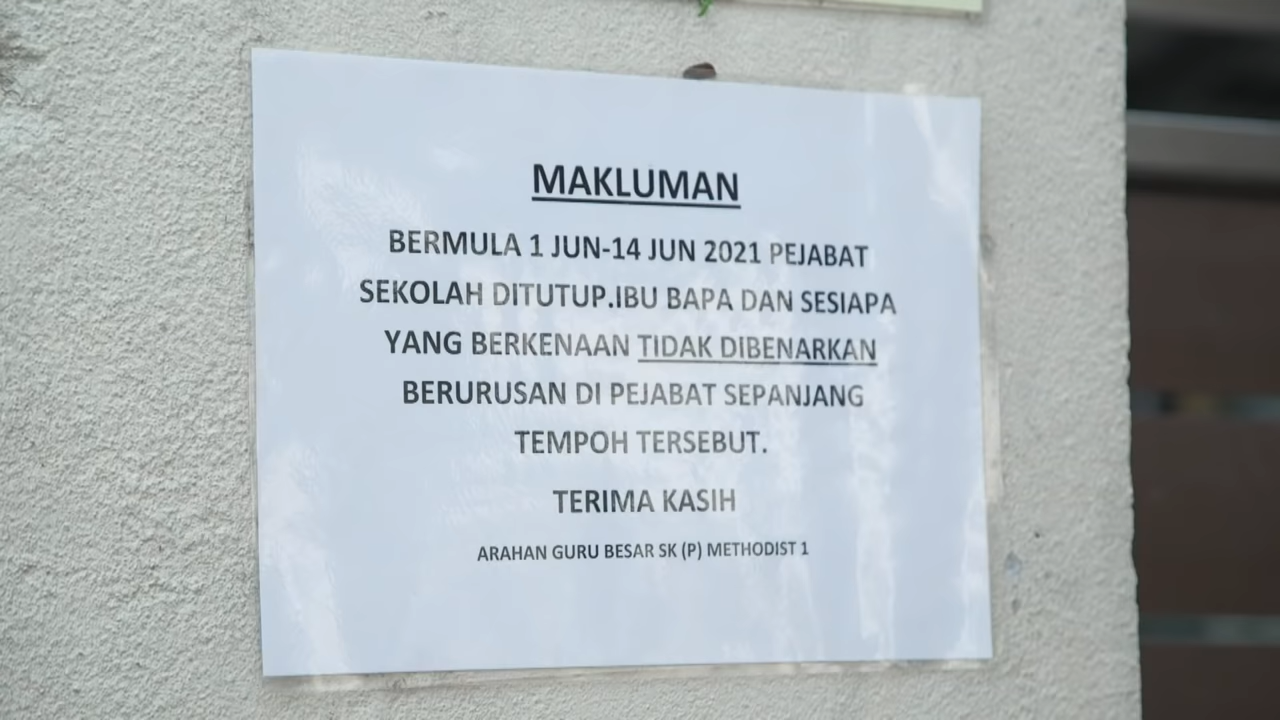 MAKLUMAN
BERMULA 1 JUN-14 JUN 2021 PEJABAT
SEKOLAH DITUTUP.IBU BAPA DAN SESIAPA
YANG BERKENAAN TIDAK DIBENARKAN
BERURUSAN DI PEJABAT SEPANJANG
TEMPOH TERSEBUT.
TERIMA KASIH
ARAHAN GURU BESAR SK (P) METHODIST 1